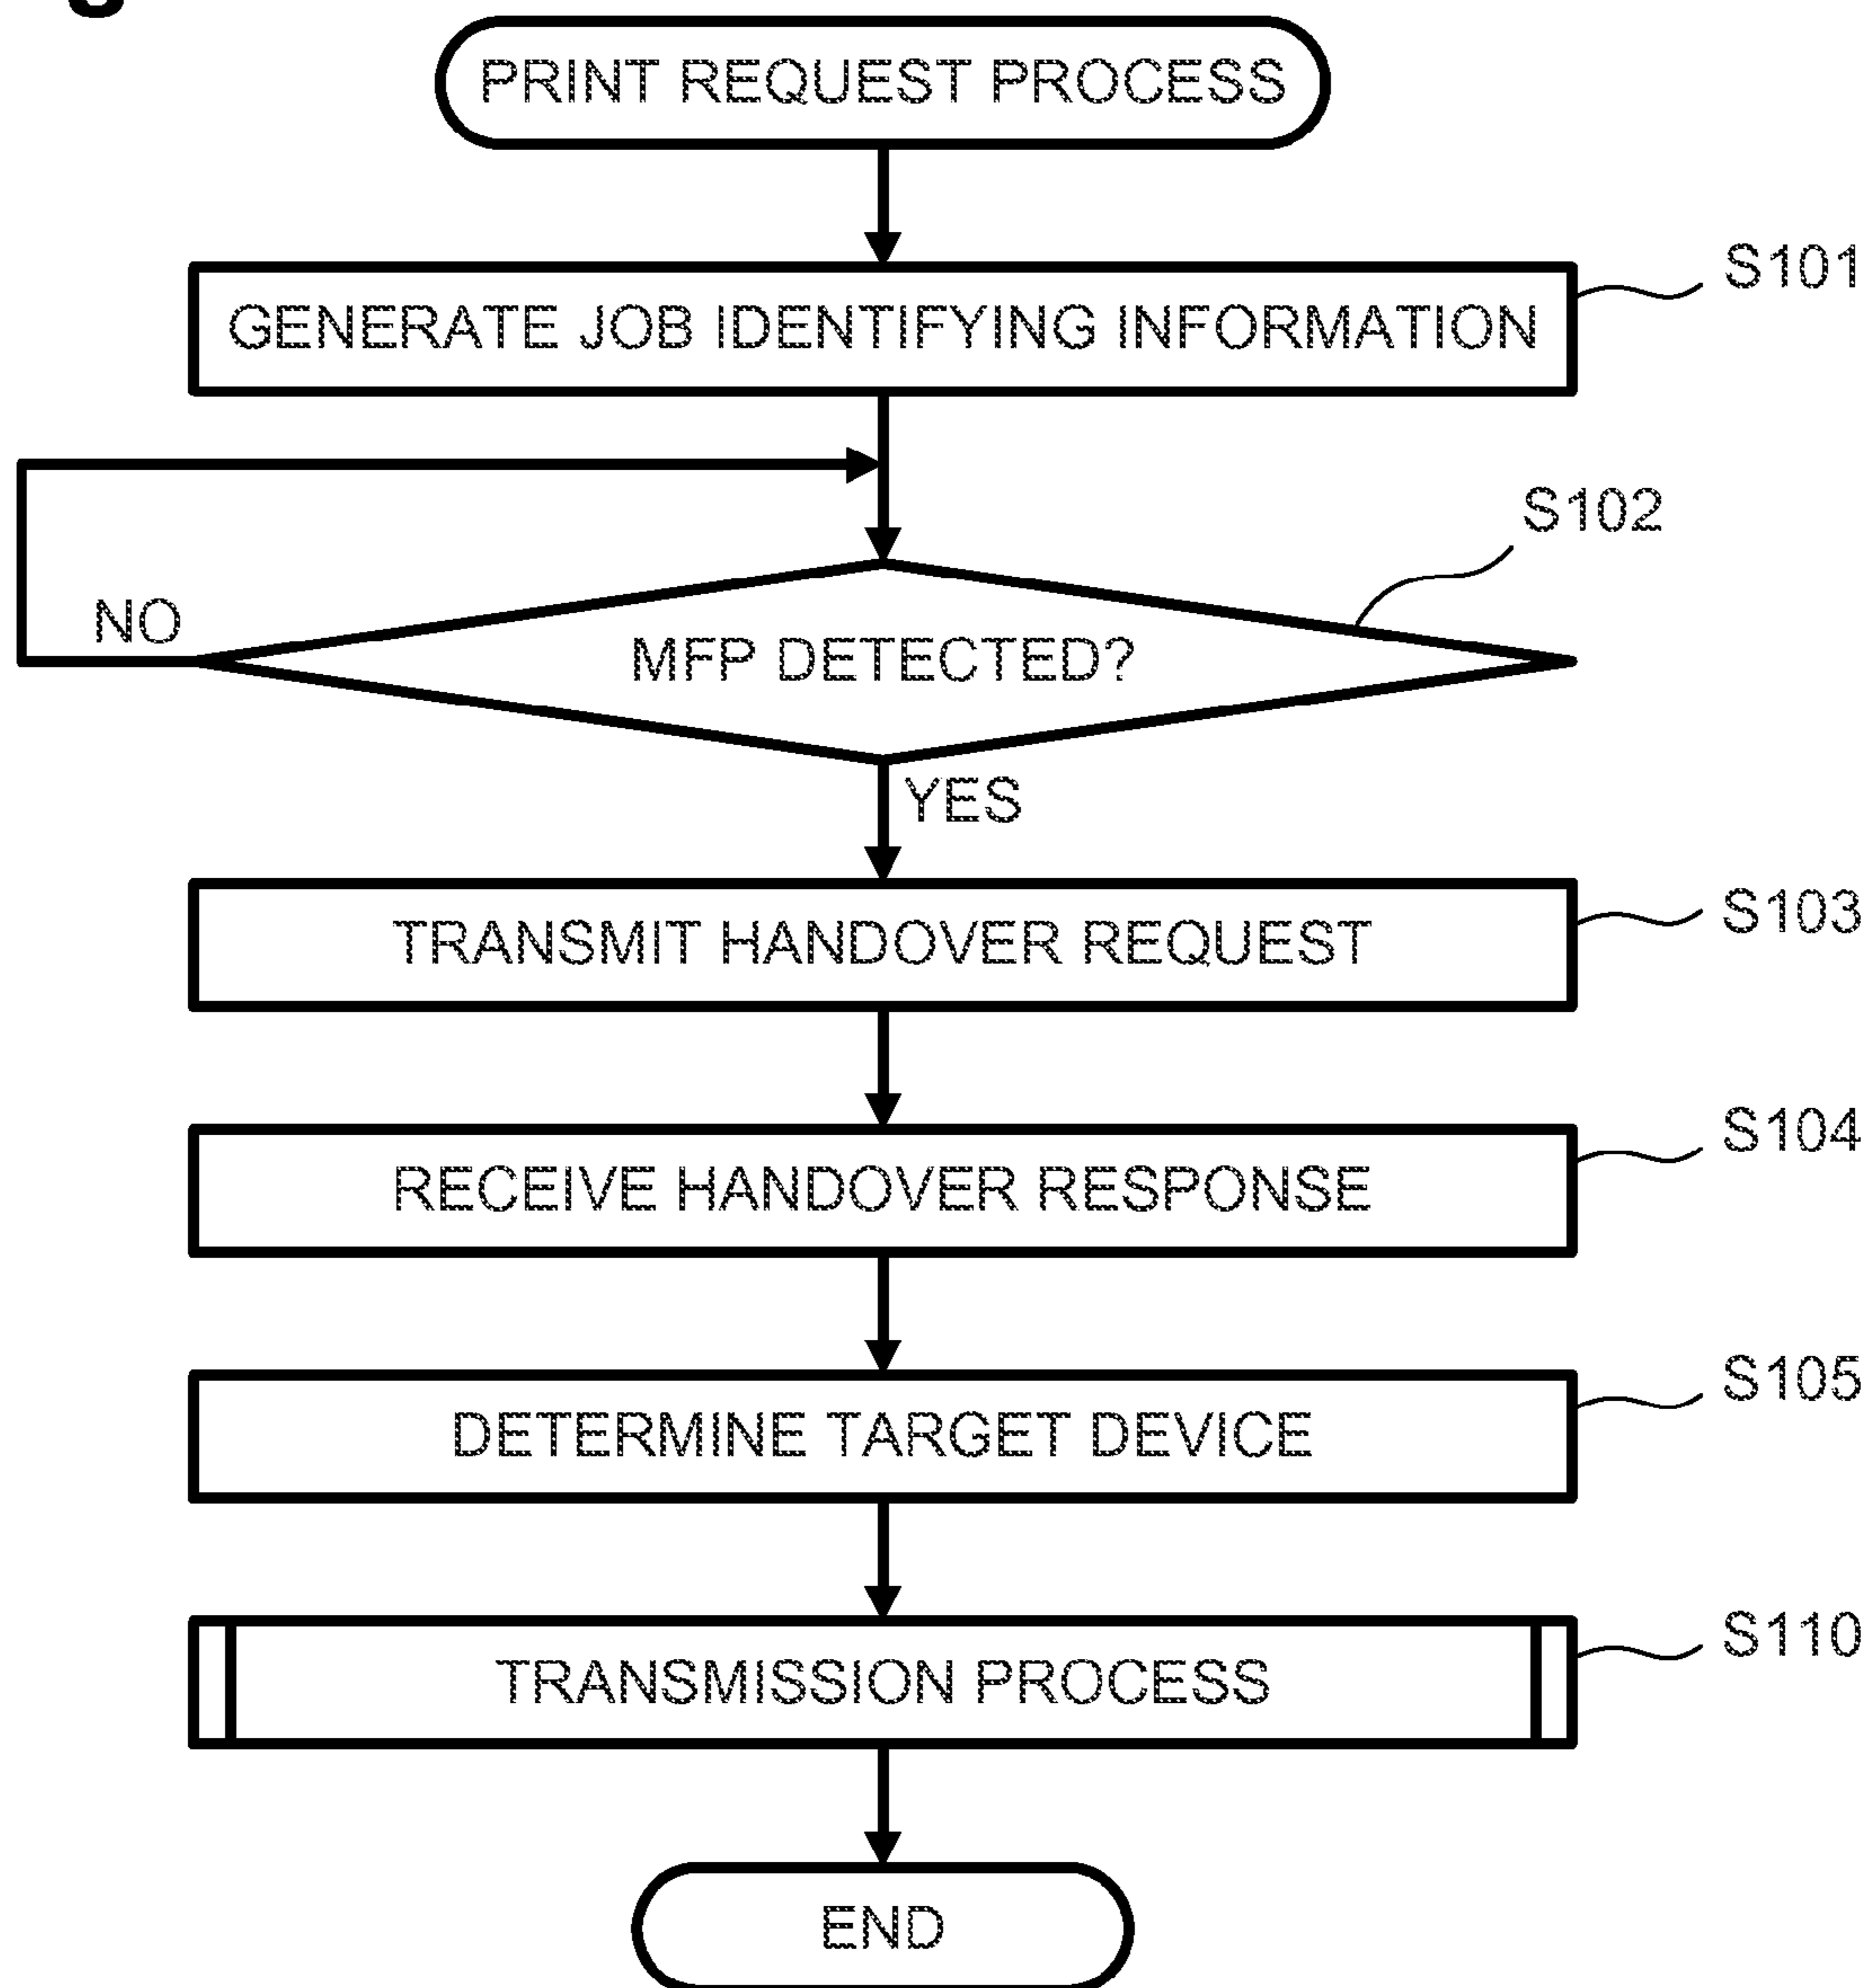 PRINT REQUEST PROCESS
S101
GENERATE JOB IDENTIFYING INFORMATION
S102
NO
MFP DETECTED?
YES
S103
TRANSMIT HANDOVER REQUEST
S104
RECEIVE HANDOVER RESPONSE
S105
DETERMINE TARGET DEVICE
S110
TRANSMISSION PROCESS
END